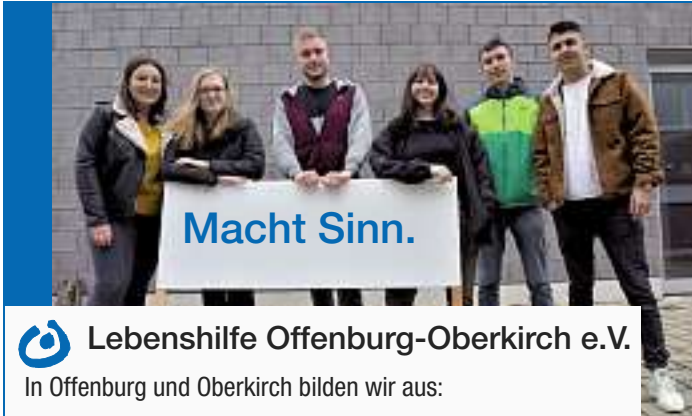 Macht Sinn.
Lebenshilfe Offenburg-Oberkirch e.V.
In Offenburg und Oberkirch bilden wir aus: